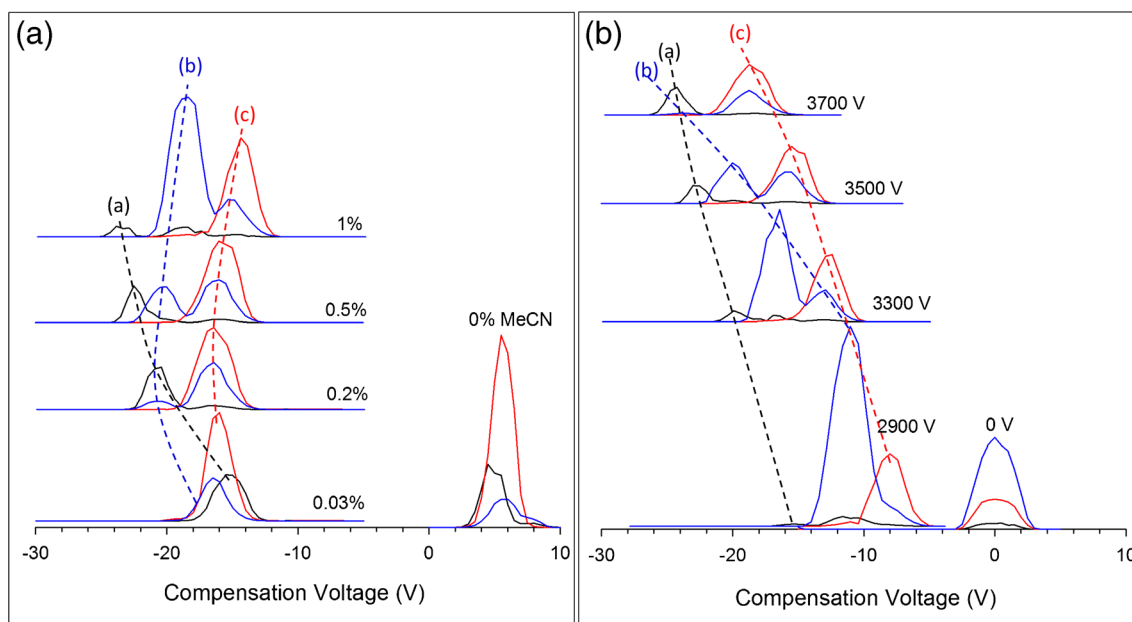 (a)
(b)
(c)
(a)
1%
0.5%
0% MeCN
0.2%
0.03%
-30
-20
-10
0
10
Compensation Voltage (V)
(b)
(c)
(a)
(b)
3700 V
3500 V
3300 V
2900 V
0 V
-30
-20
-10
0
10
Compensation Voltage (V)